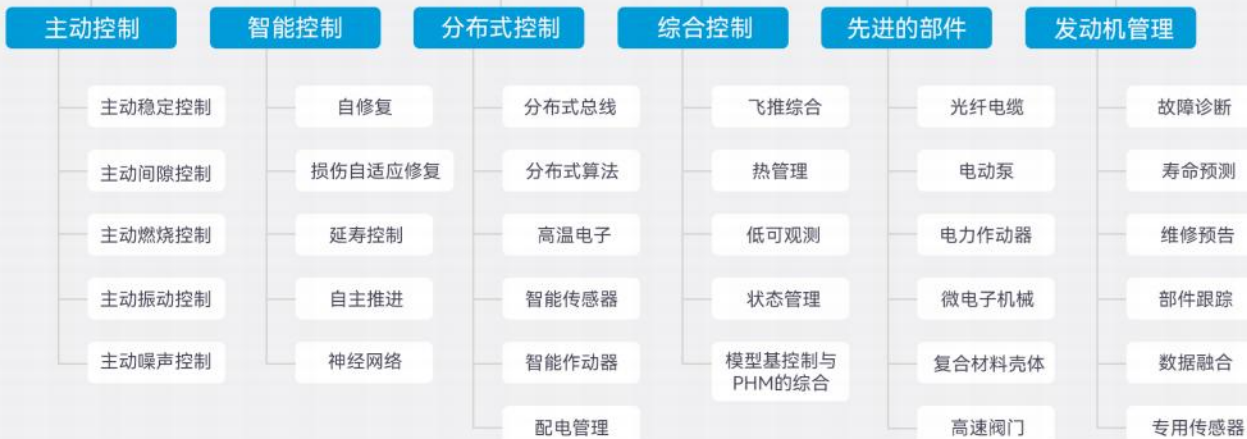 主动控制
智能控制
分布式控制
综合控制
先进的部件
发动机管理
主动稳定控制
主动间隙控制
主动燃烧控制
主动振动控制
主动噪声控制
自修复
损伤自适应修复
延寿控制
自主推进
神经网络
分布式总线
分布式算法
高温电子
智能传感器
智能作动器
配电管理
飞推综合
热管理
低可观测
状态管理
模型基控制与
PHM的综合
光纤电缆
电动泵
电力作动器
微电子机械
复合材料壳体
高速阀门
故障诊断
寿命预测
维修预告
部件跟踪
数据融合
专用传感器